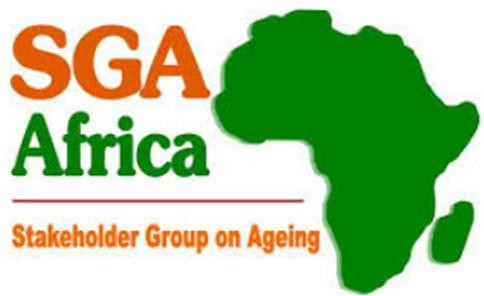 SGA
Africa
Stakeholder Group on Ageing